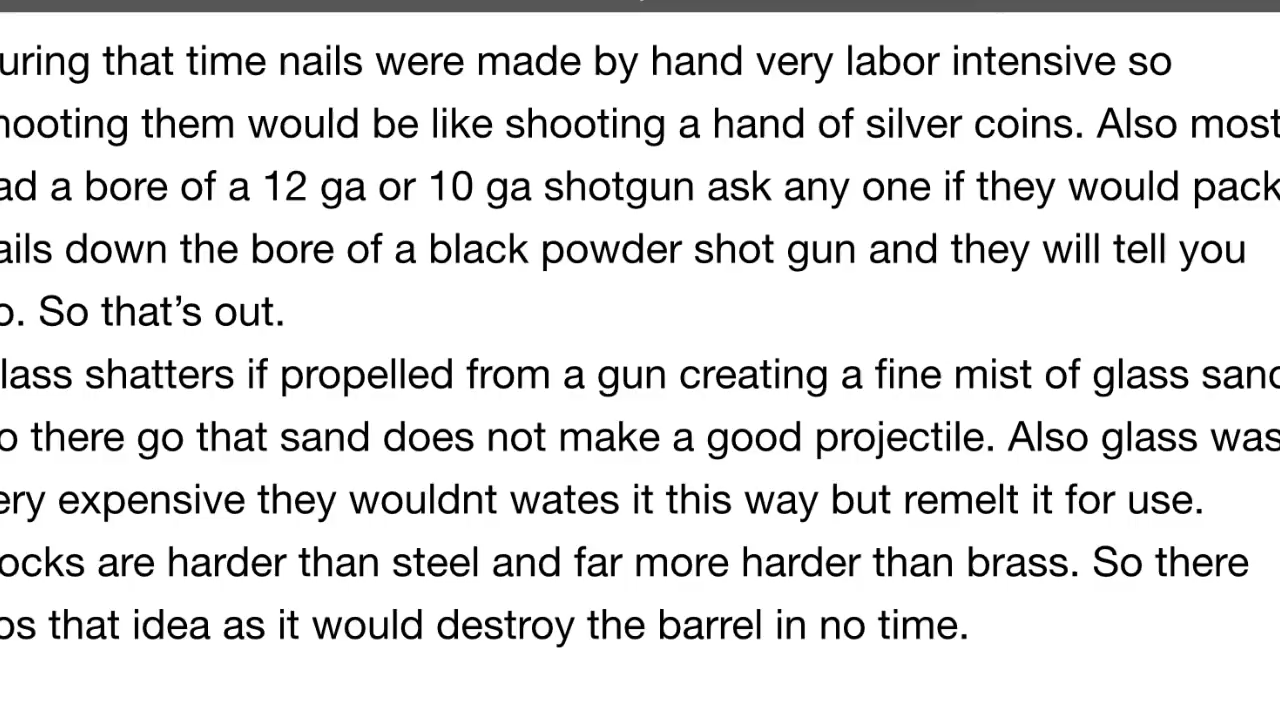 uring that time nails were made by hand very labor intensive so
hooting them would be like shooting a hand of silver coins. Also most
ad a bore of a 12 ga or 10 ga shotgun ask any one if they would pack
ails down the bore of a black powder shot gun and they will tell you
o. So that’s out.
lass shatters if propelled from a gun creating a fine mist of glass sand
o there go that sand does not make a good projectile. Also glass was
ery expensive they wouldnt wates it this way but remelt it for use.
ocks are harder than steel and far more harder than brass. So there
os that idea as it would destroy the barrel in no time.